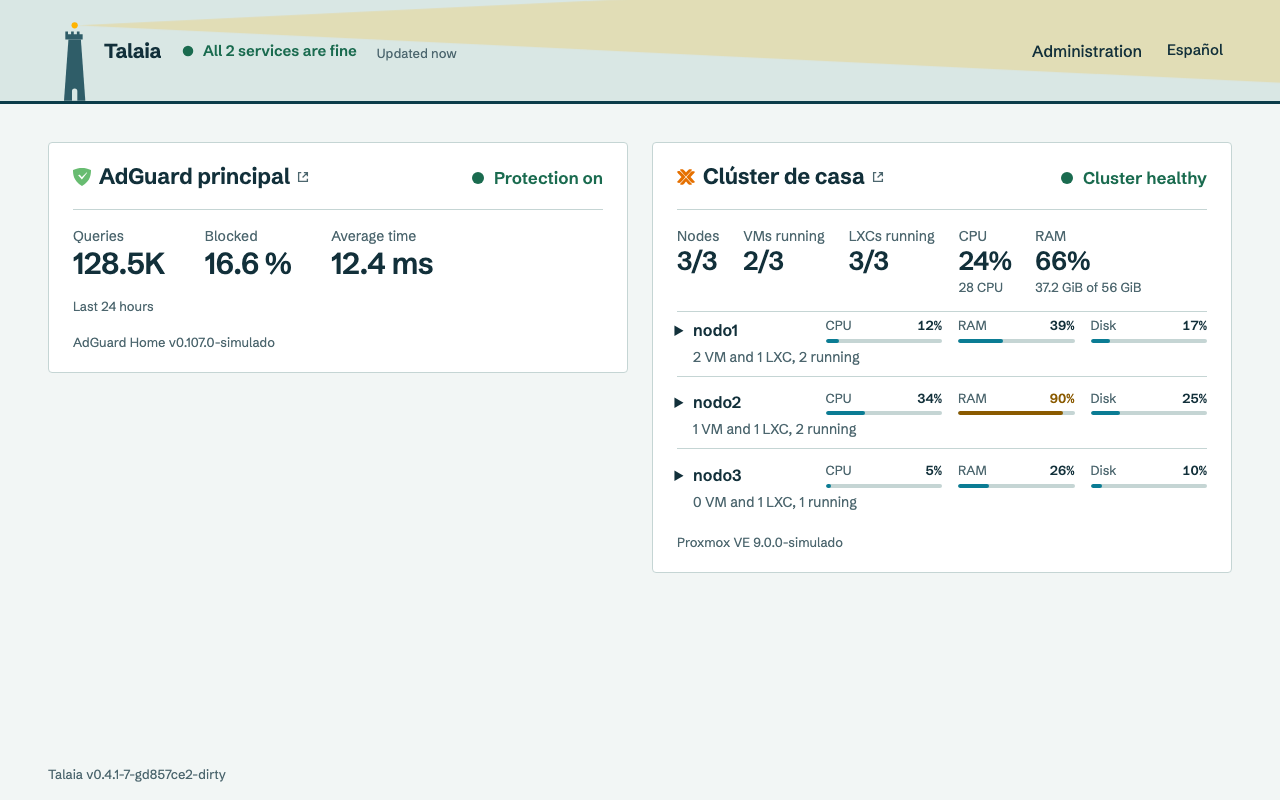 Talaia
All 2 services are fine
Updated now
Administration
Español
AdGuard principal
Protection on
Queries
128.5K
Blocked
16.6 %
Average time
12.4 ms
Last 24 hours
AdGuard Home v0.107.0-simulado
Clúster de casa
Cluster healthy
Nodes
3/3
VMs running
2/3
LXCs running
3/3
CPU
24%
28 CPU
RAM
66%
37.2 GiB of 56 GiB
nodo1
CPU 12%
RAM 39%
Disk 17%
2 VM and 1 LXC, 2 running
nodo2
CPU 34%
RAM 90%
Disk 25%
1 VM and 1 LXC, 2 running
nodo3
CPU 5%
RAM 26%
Disk 10%
0 VM and 1 LXC, 1 running
Proxmox VE 9.0.0-simulado
Talaia v0.4.1-7-gd857ce2-dirty